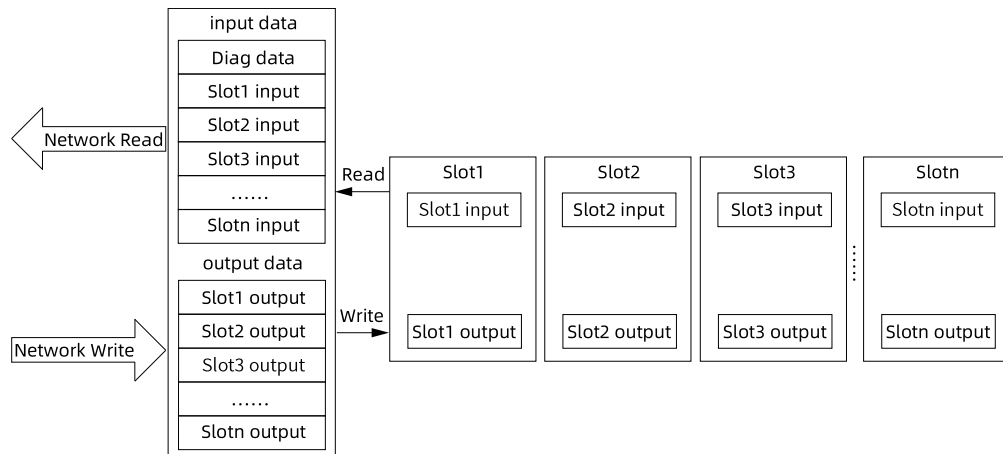 input data
Diag data
Slot1 input
Slot2 input
Slot3 input
......
Slotn input
output data
Slot1 output
Slot2 output
Slot3 output
......
Slotn output
Network Read
Network Write
Read
Write
Slot1
Slot1 input
Slot1 output
Slot2
Slot2 input
Slot2 output
Slot3
Slot3 input
Slot3 output
......
Slotn
Slotn input
Slotn output